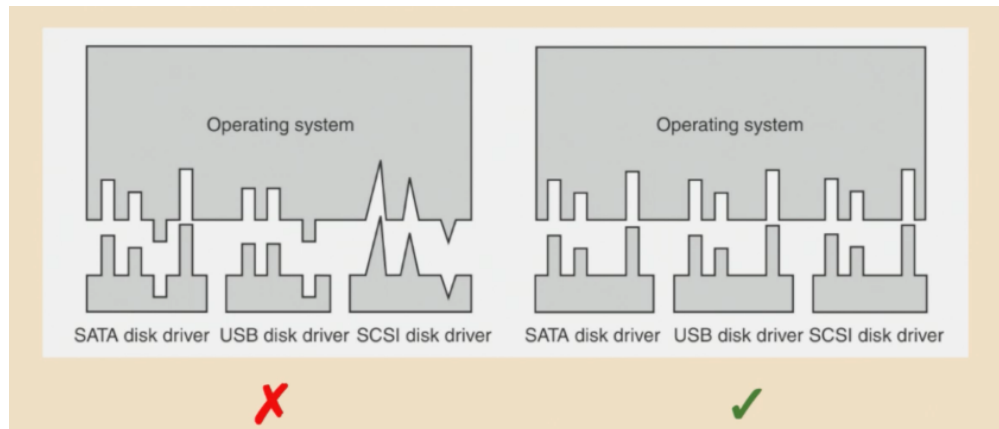 Operating system
Operating system
SATA disk driver USB disk driver SCSI disk driver
SATA disk driver USB disk driver SCSI disk driver
✗
✓